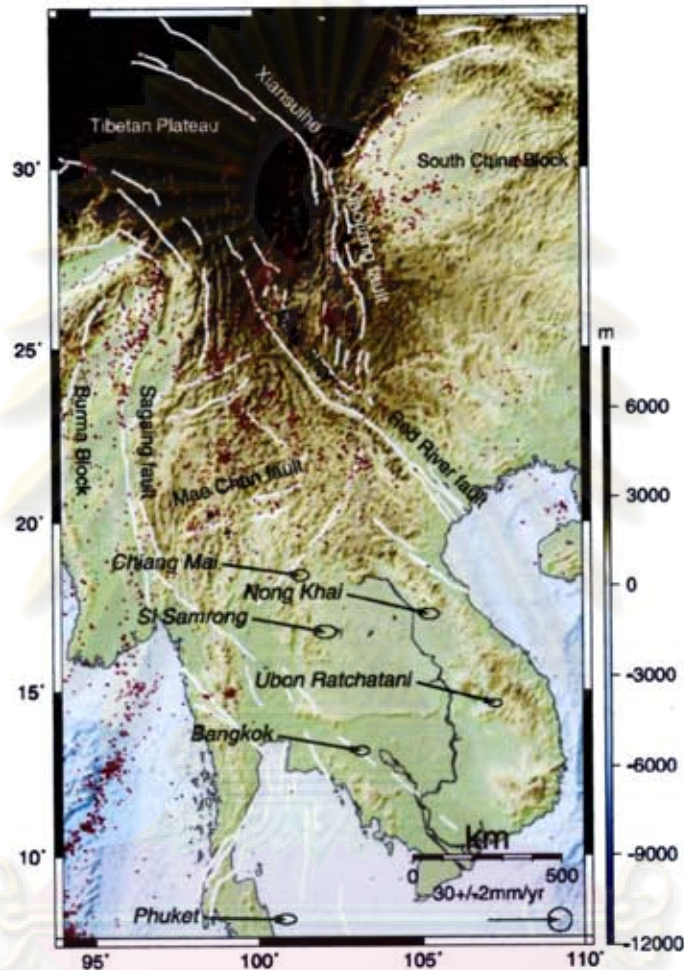 Xiansuihe
Tibetan Plateau
South China Block
30°
Xiaojiang fault
25°
m
6000
3000
0
-3000
-6000
-9000
-12000
Burma Block
Sagaing fault
Red River fault
Mae Chan fault
20°
Chiang Mai
Nong Khai
Si Samrong
Ubon Ratchatani
15°
Bangkok
km
10°
0 500
30+/-2mm/yr
Phuket
95° 100° 105° 110°